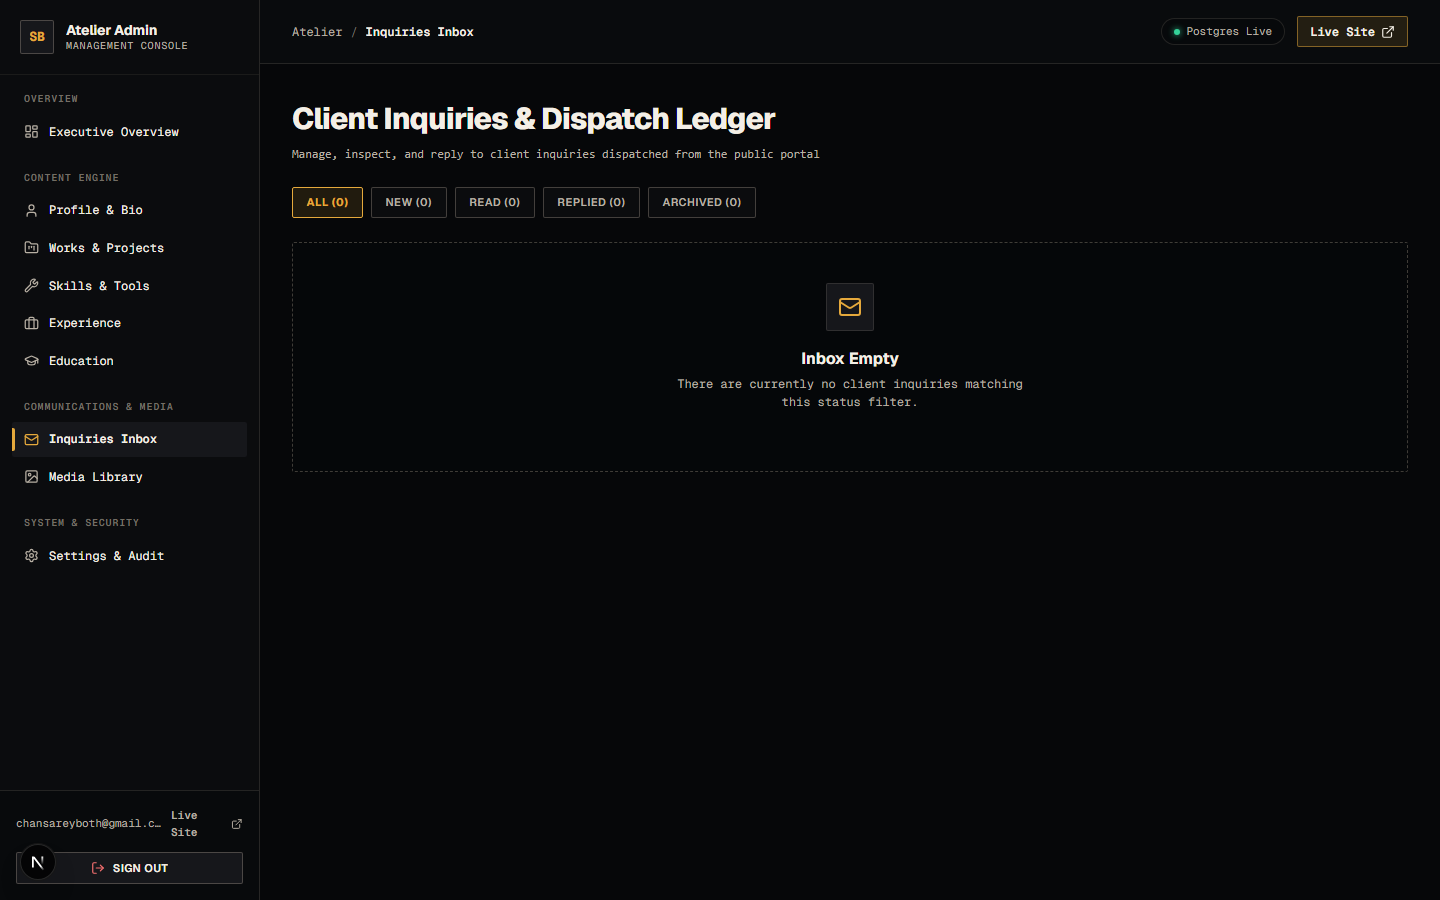 SB
Atelier Admin
MANAGEMENT CONSOLE
OVERVIEW
Executive Overview
CONTENT ENGINE
Profile & Bio
Works & Projects
Skills & Tools
Experience
Education
COMMUNICATIONS & MEDIA
Inquiries Inbox
Media Library
SYSTEM & SECURITY
Settings & Audit
chansareyboth@gmail.c…
Live
Site
N
SIGN OUT
Atelier / Inquiries Inbox
Postgres Live
Live Site
Client Inquiries & Dispatch Ledger
Manage, inspect, and reply to client inquiries dispatched from the public portal
ALL (0)
NEW (0)
READ (0)
REPLIED (0)
ARCHIVED (0)
Inbox Empty
There are currently no client inquiries matching
this status filter.